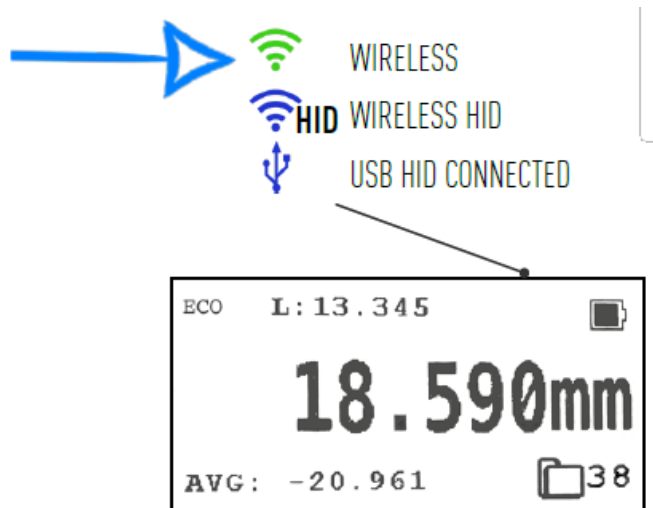 WIRELESS
HID WIRELESS HID
USB HID CONNECTED
ECO L:13.345
18.590mm
AVG: -20.961 38